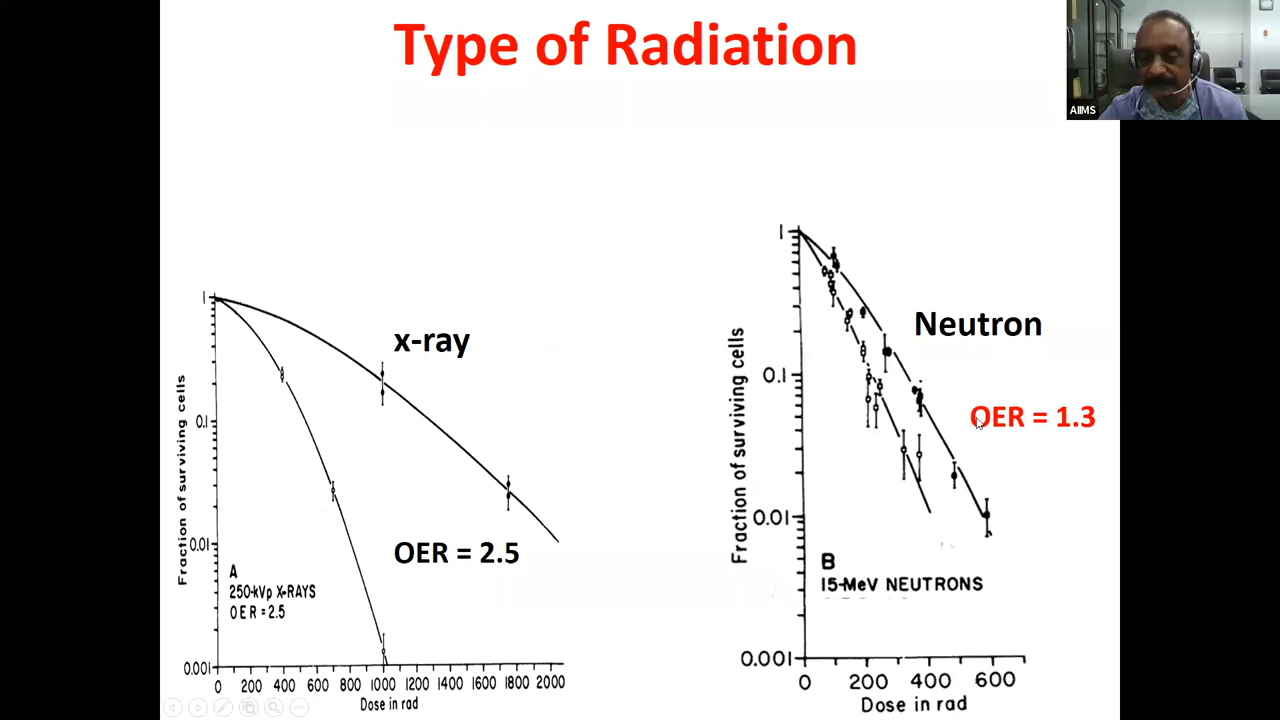 Type of Radiation
AIIMS
x-ray
OER = 2.5
Fraction of surviving cells
1
0.1
0.01
0.001
A
250-kVp X-RAYS
OER = 2.5
0 200 400 600 800 1000 1200 1400 1600 1800 2000
Dose in rad
Neutron
OER = 1.3
Fraction of surviving cells
1
0.1
0.01
0.001
B
15-MeV NEUTRONS
0 200 400 600
Dose in rad